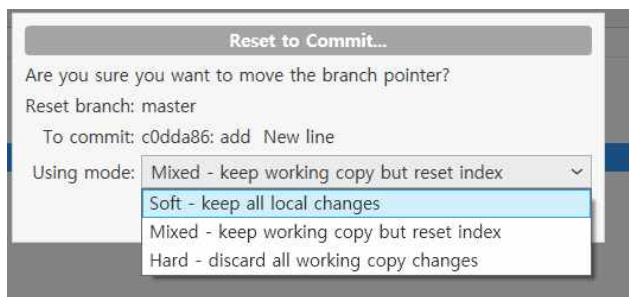 Reset to Commit...
Are you sure you want to move the branch pointer?
Reset branch: master
To commit: c0dda86: add New line
Using mode: Mixed - keep working copy but reset index
Soft - keep all local changes
Mixed - keep working copy but reset index
Hard - discard all working copy changes